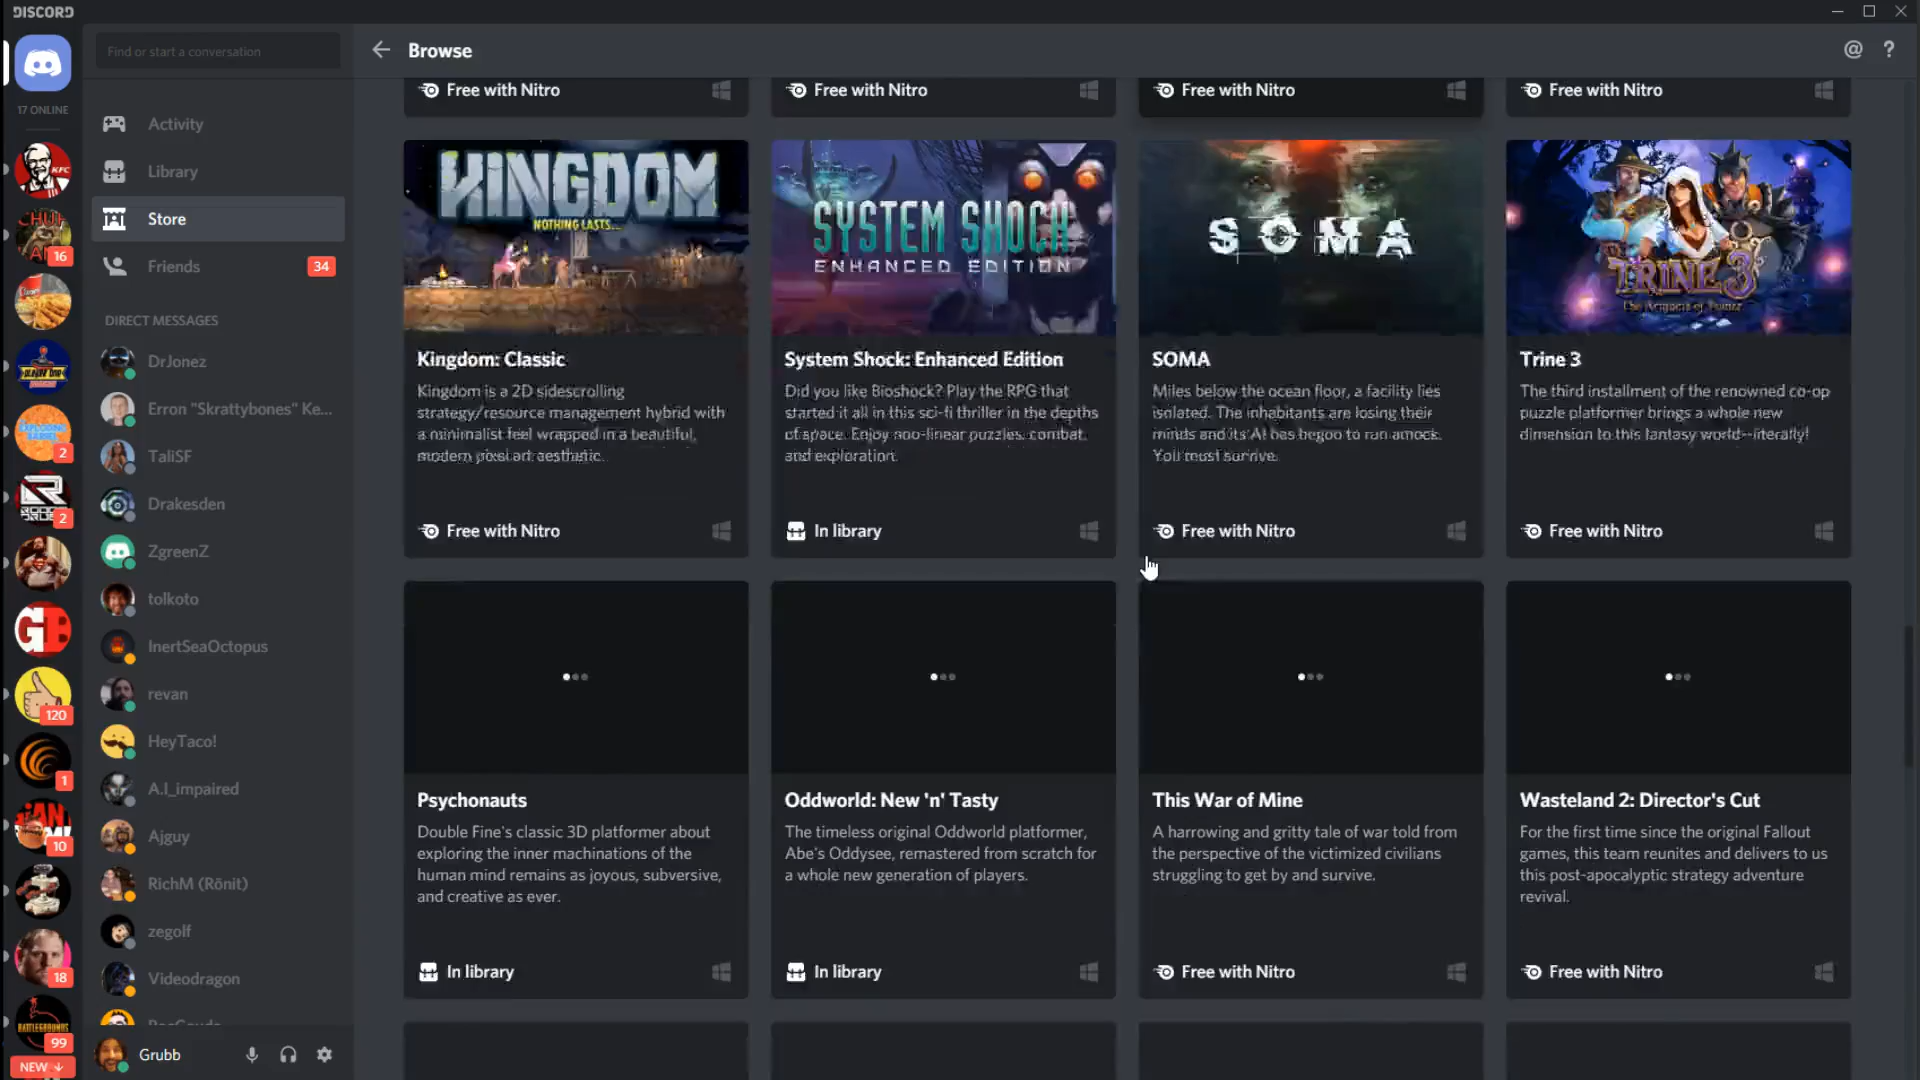 DISCORD
Find or start a conversation
Browse
17 ONLINE
Activity
Library
Store
Friends
34
DIRECT MESSAGES
DrJonez
Erron "Skrattybones" Ke...
TaliSF
Drakesden
ZgreenZ
tolkoto
InertSeaOctopus
revan
HeyTaco!
A.I_impaired
Ajguy
RichM (Rönit)
zegolf
Videodragon
Grubb
KFC
16
2
2
GB
120
1
10
18
BATTLEGROUNDS
99
NEW
Free with Nitro
Free with Nitro
Free with Nitro
Free with Nitro
KINGDOM
NOTHING LASTS...
Kingdom: Classic
Kingdom is a 2D sidescrolling
strategy/resource management hybrid with
a minimalist feel wrapped in a beautiful,
modern pixel art aesthetic.
Free with Nitro
SYSTEM SHOCK
ENHANCED EDITION
System Shock: Enhanced Edition
Did you like Bioshock? Play the RPG that
started it all in this sci-fi thriller in the depths
of space. Enjoy non-linear puzzles, combat
and exploration.
In library
SOMA
SOMA
Miles below the ocean floor, a facility lies
isolated. The inhabitants are losing their
minds and its AI has begun to run amock.
You must survive.
Free with Nitro
TRINE 3
The Artifacts of Power
Trine 3
The third installment of the renowned co-op
puzzle platformer brings a whole new
dimension to this fantasy world--literally!
Free with Nitro
Psychonauts
Double Fine's classic 3D platformer about
exploring the inner machinations of the
human mind remains as joyous, subversive,
and creative as ever.
In library
Oddworld: New 'n' Tasty
The timeless original Oddworld platformer,
Abe's Oddysee, remastered from scratch for
a whole new generation of players.
In library
This War of Mine
A harrowing and gritty tale of war told from
the perspective of the victimized civilians
struggling to get by and survive.
Free with Nitro
Wasteland 2: Director's Cut
For the first time since the original Fallout
games, this team reunites and delivers to us
this post-apocalyptic strategy adventure
revival.
Free with Nitro